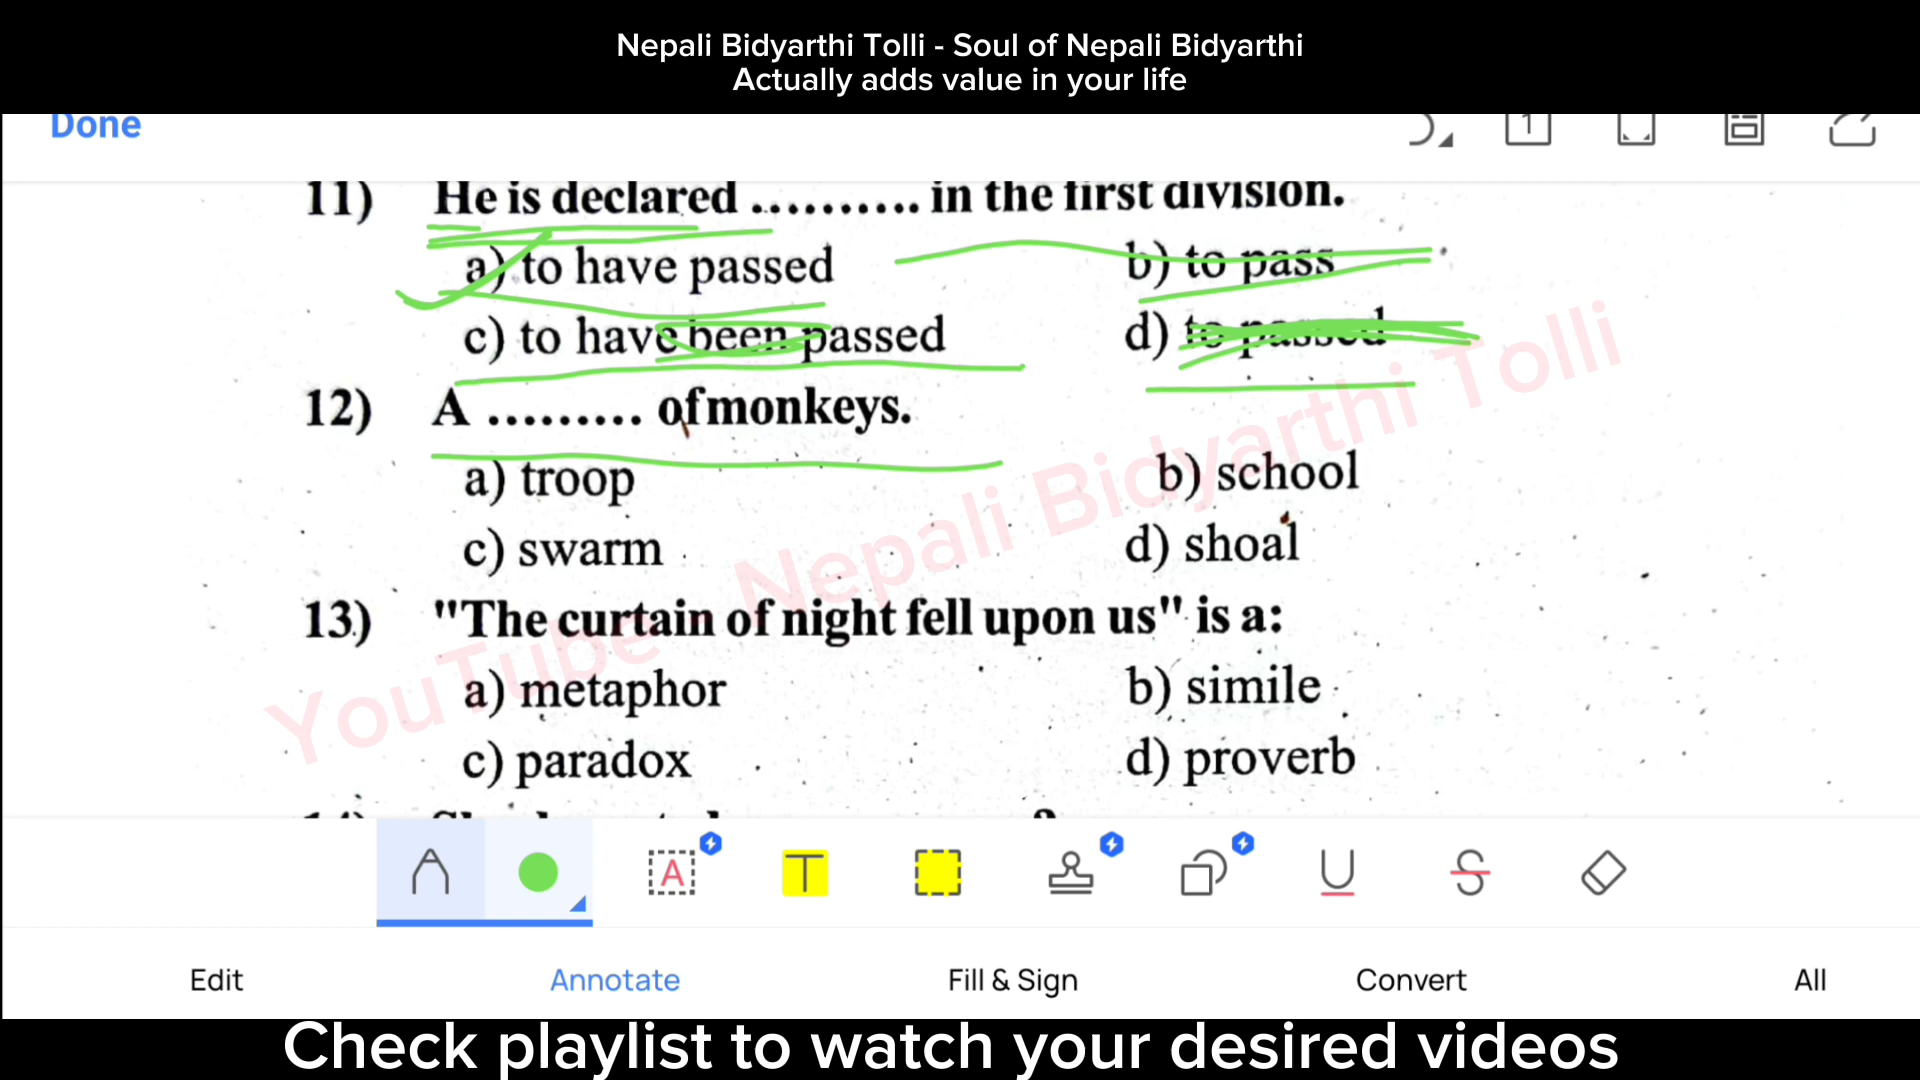 Nepali Bidyarthi Tolli - Soul of Nepali Bidyarthi
Actually adds value in your life
Done
1
11) He is declared .......... in the first division.
a) to have passed b) to pass
c) to have been passed d) to passed
12) A ......... of monkeys.
a) troop b) school
c) swarm d) shoal
13) "The curtain of night fell upon us" is a:
a) metaphor b) simile
c) paradox d) proverb
YouTube - Nepali Bidyarthi Tolli
A T U S
Edit Annotate Fill & Sign Convert All
Check playlist to watch your desired videos